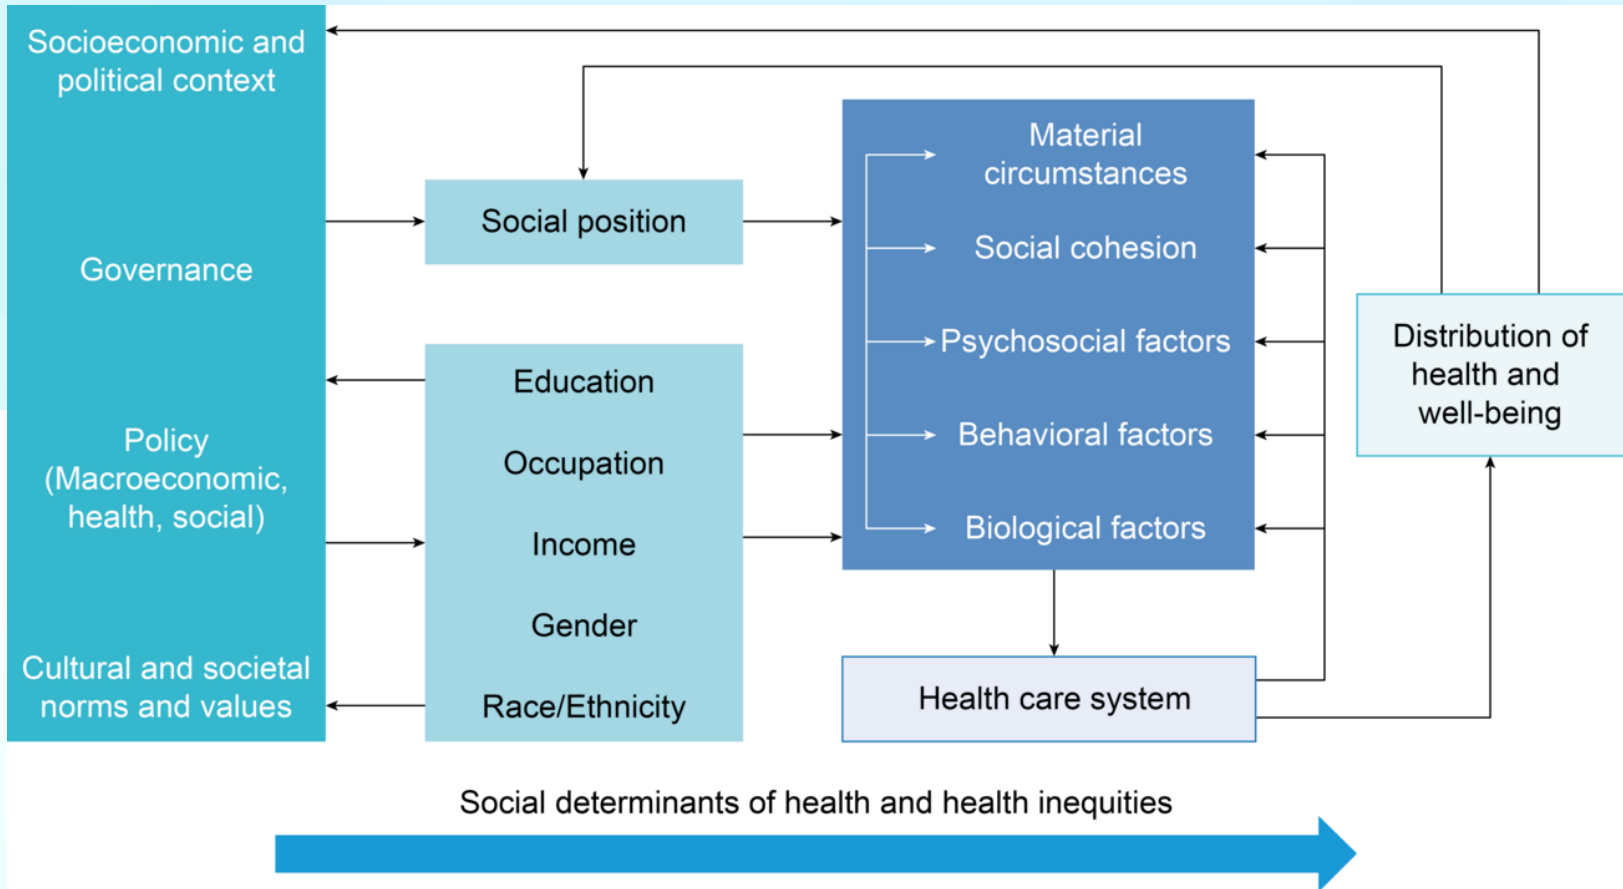 Socioeconomic and
political context
Governance
Policy
(Macroeconomic,
health, social)
Cultural and societal
norms and values
Social position
Education
Occupation
Income
Gender
Race/Ethnicity
Material
circumstances
Social cohesion
Psychosocial factors
Behavioral factors
Biological factors
Health care system
Distribution of
health and
well-being
Social determinants of health and health inequities